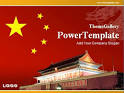 ThemeGallery
PowerTemplate
Add Your Company Slogan
LOGO